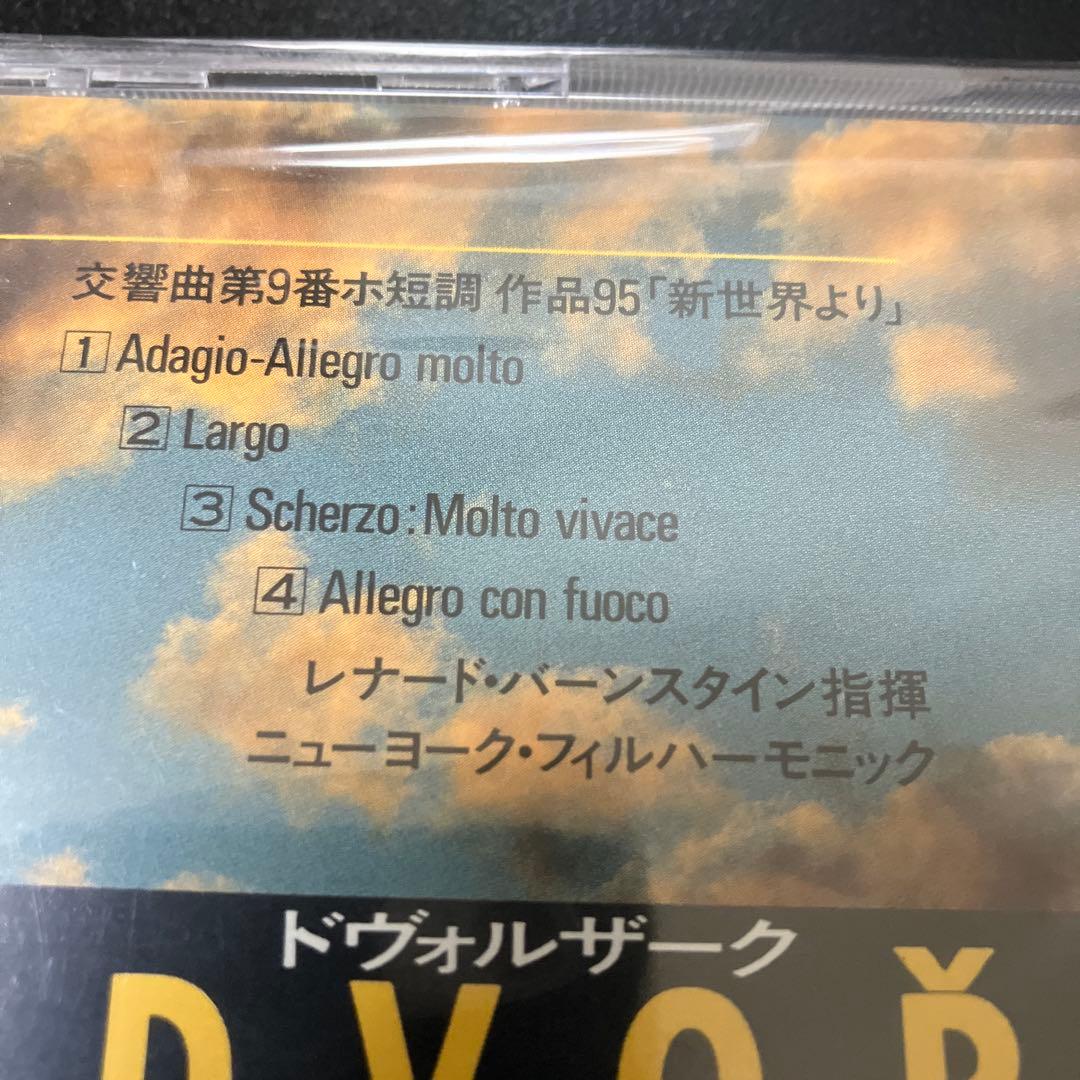 交響曲第9番ホ短調 作品95「新世界より」
1 Adagio-Allegro molto
2 Largo
3 Scherzo:Molto vivace
4 Allegro con fuoco
レナード・バーンスタイン指揮
ニューヨーク・フィルハーモニック
ドヴォルザーク
DVOŘ